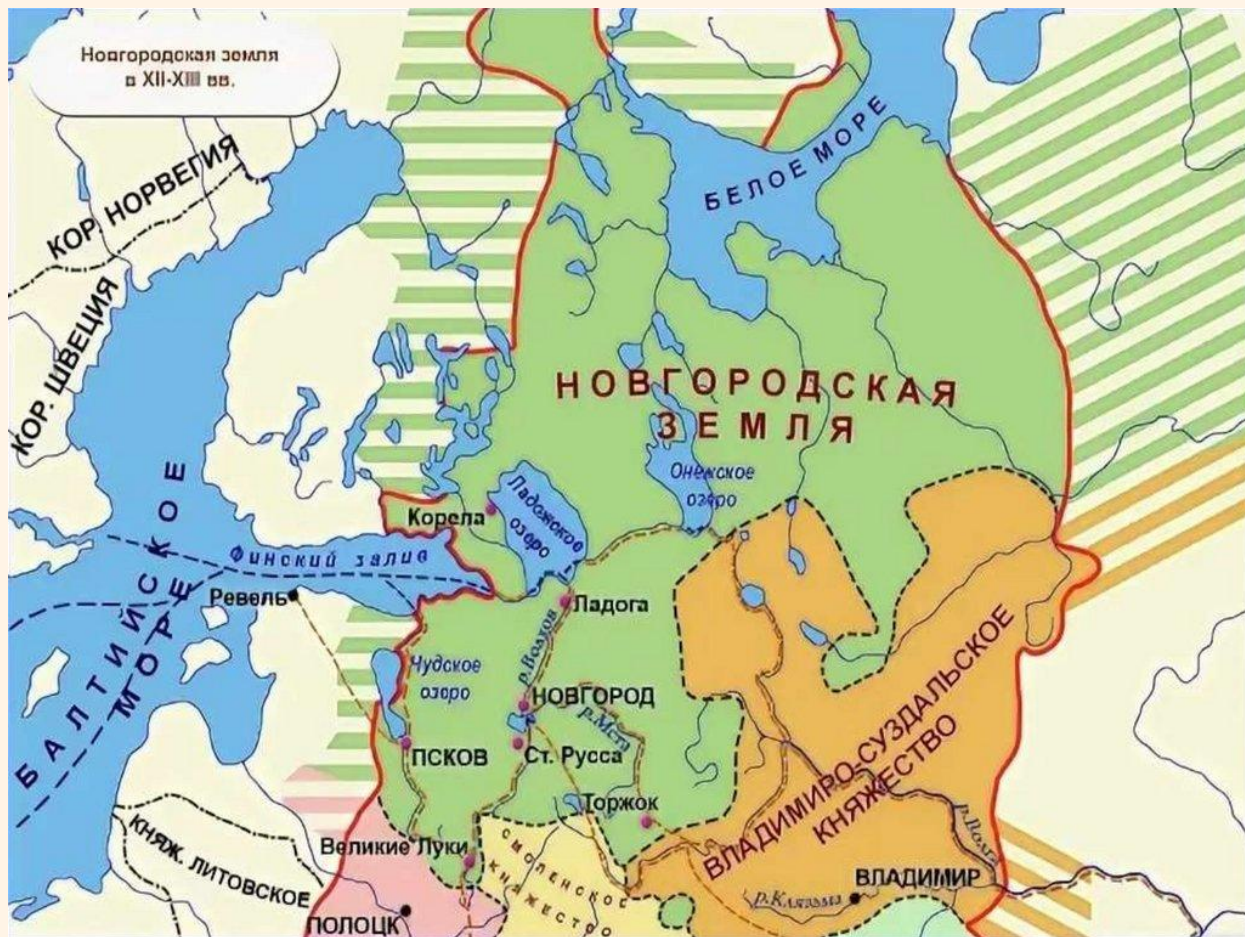 Новгородская земля
в XII-XIII вв.
КОР. НОРВЕГИЯ
КОР. ШВЕЦИЯ
БЕЛОЕ МОРЕ
НОВГОРОДСКАЯ
ЗЕМЛЯ
Онежское
озеро
Ладожское
озеро
Корела
финский залив
БАЛТИЙСКОЕ
МОРЕ
Ревель
Ладога
р.Волхов
Чудское
озеро
НОВГОРОД
р.Мста
ПСКОВ
Ст. Русса
Торжок
Великие Луки
СМОЛЕНСКОЕ
КНЯЖЕСТВО
ВЛАДИМИРО-СУЗДАЛЬСКОЕ
КНЯЖЕСТВО
р.Волга
р.Клязьма
ВЛАДИМИР
КНЯЖ. ЛИТОВСКОЕ
ПОЛОЦК